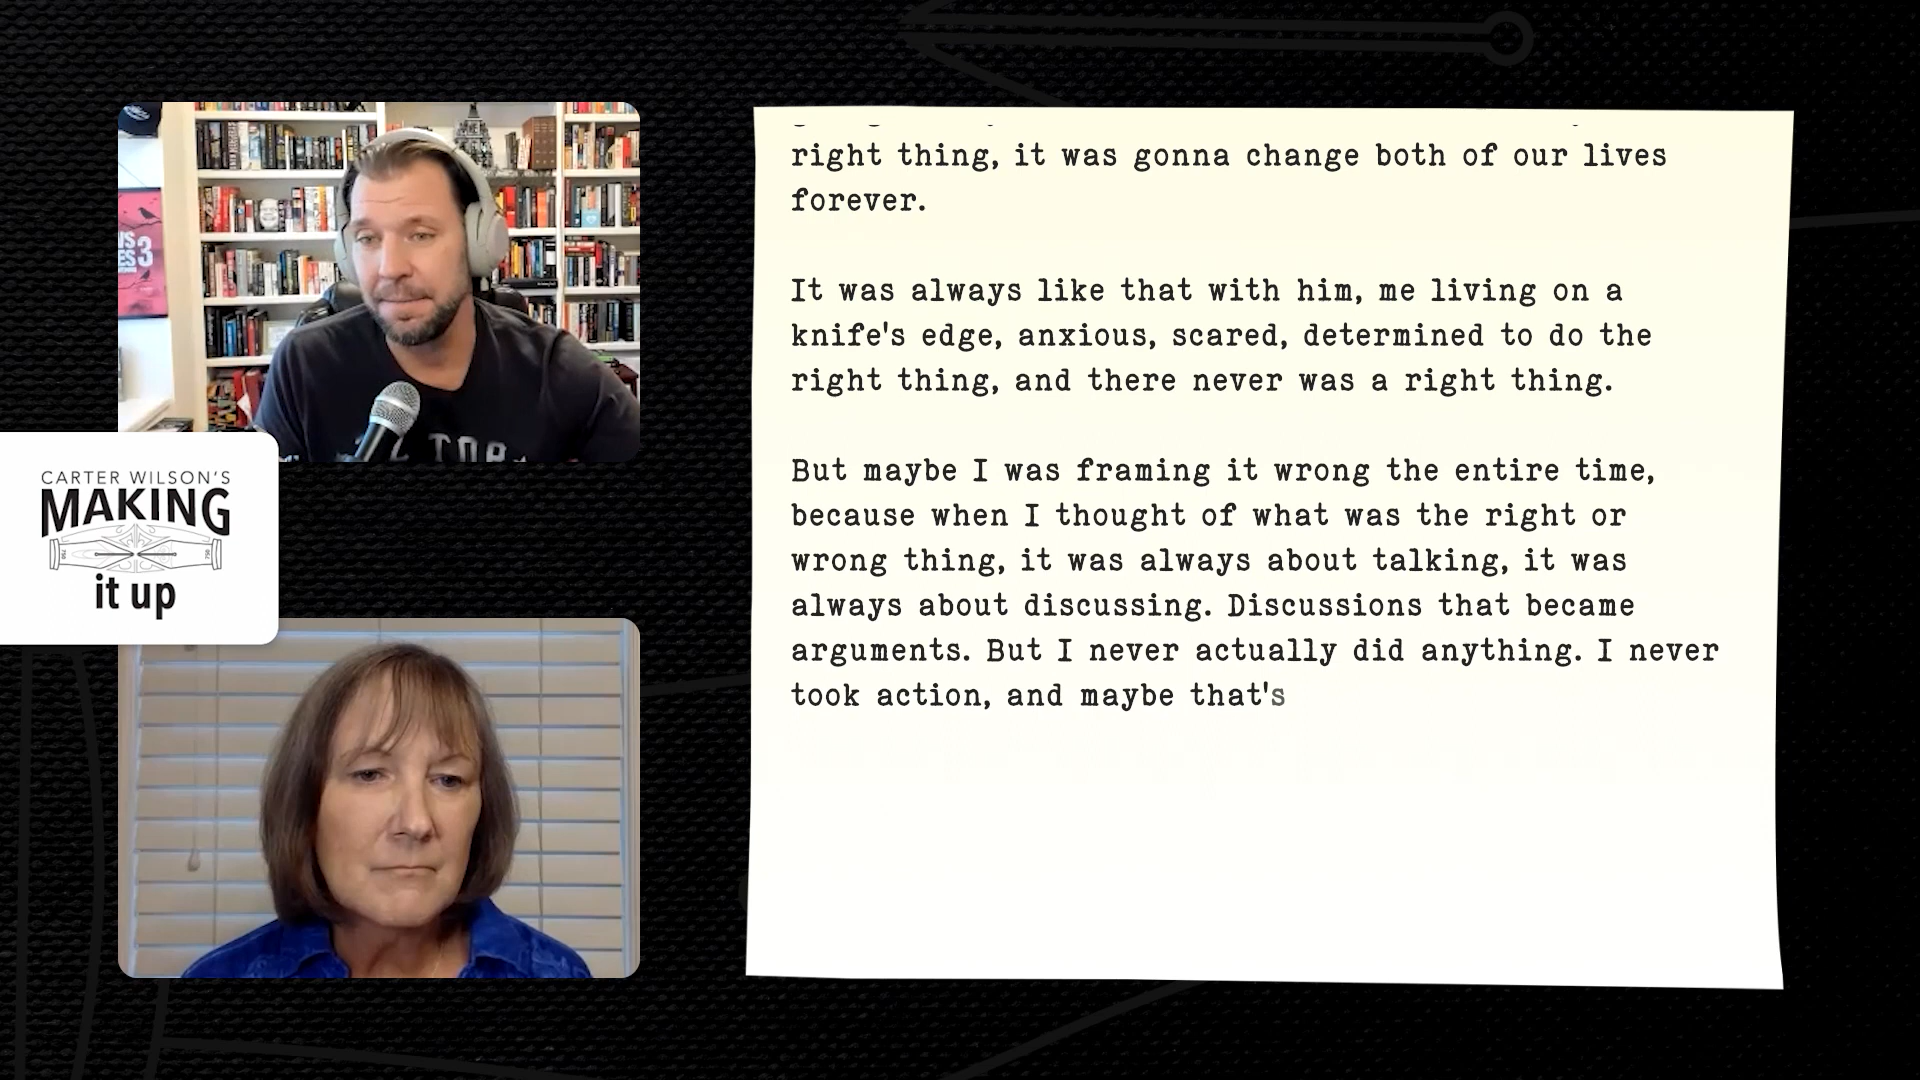 right thing, it was gonna change both of our lives
forever.
It was always like that with him, me living on a
knife's edge, anxious, scared, determined to do the
right thing, and there never was a right thing.
But maybe I was framing it wrong the entire time,
because when I thought of what was the right or
wrong thing, it was always about talking, it was
always about discussing. Discussions that became
arguments. But I never actually did anything. I never
took action, and maybe that's
CARTER WILSON'S
MAKING
it up
3